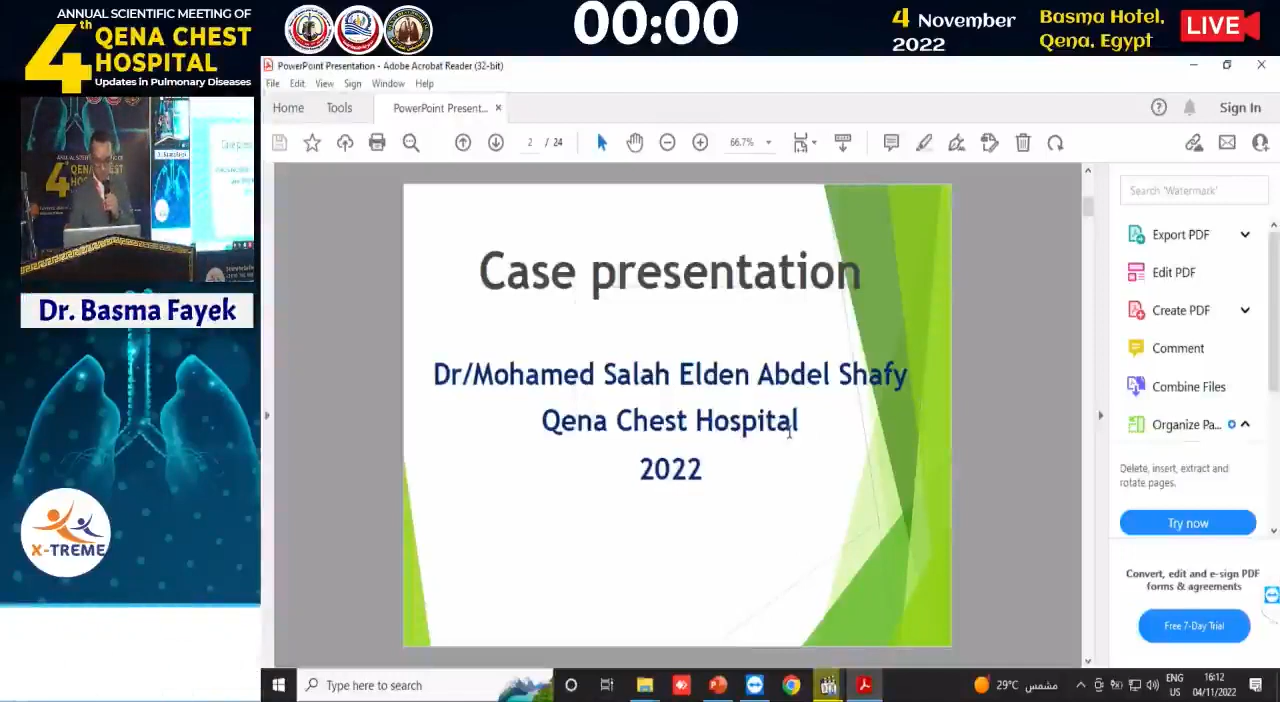 ANNUAL SCIENTIFIC MEETING OF
4th QENA CHEST
HOSPITAL
Updates in Pulmonary Diseases
00:00
4 November
2022
Basma Hotel,
Qena, Egypt
LIVE
PowerPoint Presentation - Adobe Acrobat Reader (32-bit)
File Edit View Sign Window Help
Home Tools PowerPoint Present... × Sign In
2 / 24 66.7%
Case presentation
Dr/Mohamed Salah Elden Abdel Shafy
Qena Chest Hospital
2022
Search 'Watermark'
Export PDF
Edit PDF
Create PDF
Comment
Combine Files
Organize Pa...
Delete, insert, extract and
rotate pages.
Try now
Convert, edit and e-sign PDF
forms & agreements
Free 7-Day Trial
Dr. Basma Fayek
X-TREME
Type here to search
29°C مشمس
ENG
US
16:12
04/11/2022